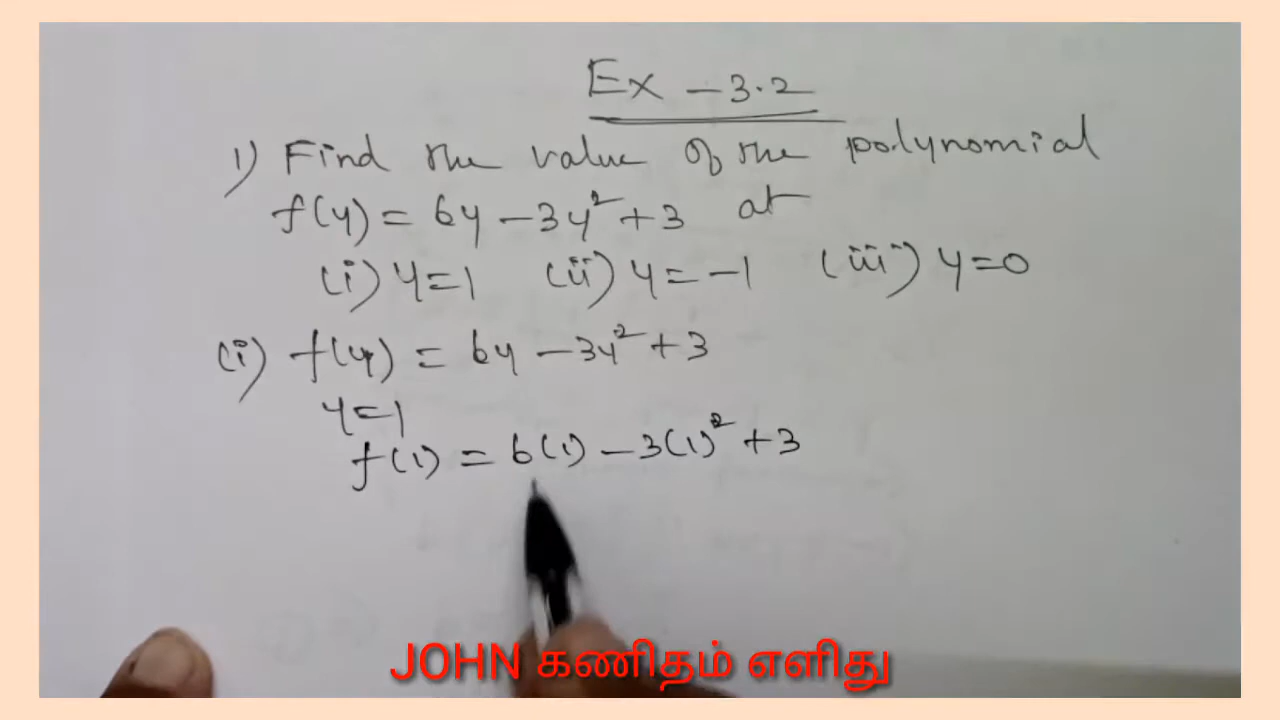 Ex - 3.2
1) Find the value of the polynomial
f(y) = 6y - 3y² + 3 at
(i) y=1 (ii) y = -1 (iii) y=0
(i) f(y) = 6y - 3y² + 3
y=1
f(1) = 6(1) - 3(1)² + 3
JOHN கணிதம் எளிது